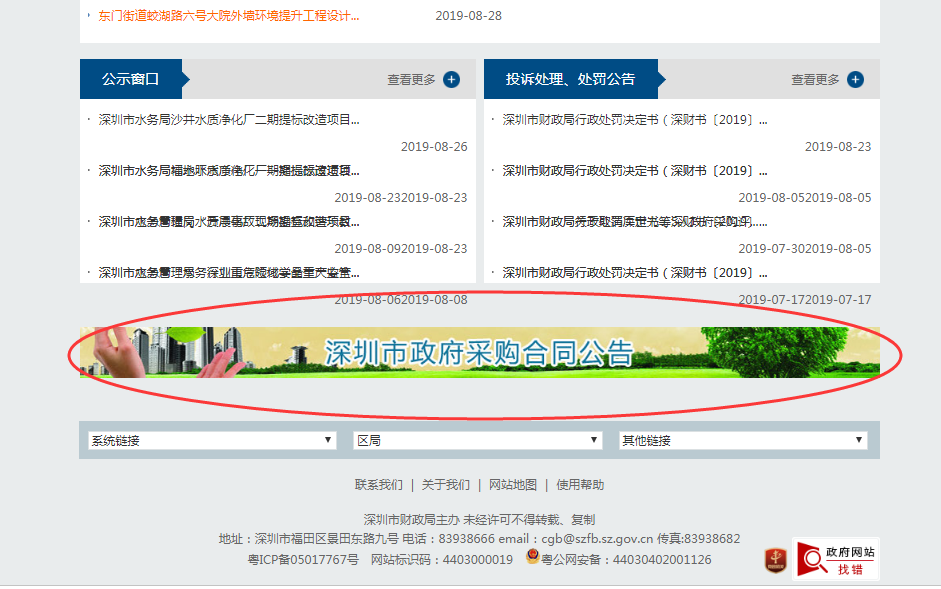 · 东门街道蛟湖路六号大院外墙环境提升工程设计... 2019-08-28
公示窗口 查看更多
投诉处理、处罚公告 查看更多
· 深圳市水务局沙井水质净化厂二期提标改造项目...
2019-08-26
· 深圳市水务局
2019-08-232019-08-23
· 深圳市
2019-08-092019-08-23
· 深圳市
2019-08-062019-08-08
· 深圳市财政局行政处罚决定书（深财书〔2019〕...
2019-08-23
· 深圳市财政局行政处罚决定书（深财书〔2019〕...
2019-08-052019-08-05
· 深圳市财政局
2019-07-302019-08-05
· 深圳市财政局行政处罚决定书（深财书〔2019〕...
2019-07-172019-07-17
深圳市政府采购合同公告
系统链接 区局 其他链接
联系我们 | 关于我们 | 网站地图 | 使用帮助
深圳市财政局主办 未经许可不得转载、复制
地址：深圳市福田区景田东路九号 电话：83938666 email：cgb@szfb.sz.gov.cn 传真:83938682
粤ICP备05017767号 网站标识码：4403000019 粤公网安备：44030402001126
政府网站
找错